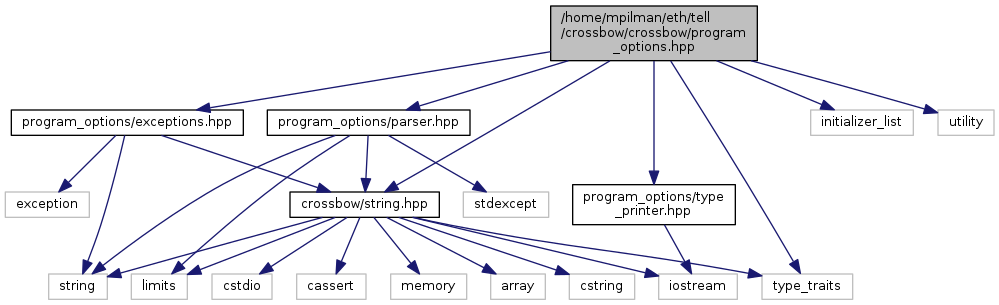 /home/mpilman/eth/tell
/crossbow/crossbow/program
_options.hpp
program_options/exceptions.hpp
program_options/parser.hpp
initializer_list
utility
exception
crossbow/string.hpp
stdexcept
program_options/type
_printer.hpp
string
limits
cstdio
cassert
memory
array
cstring
iostream
type_traits